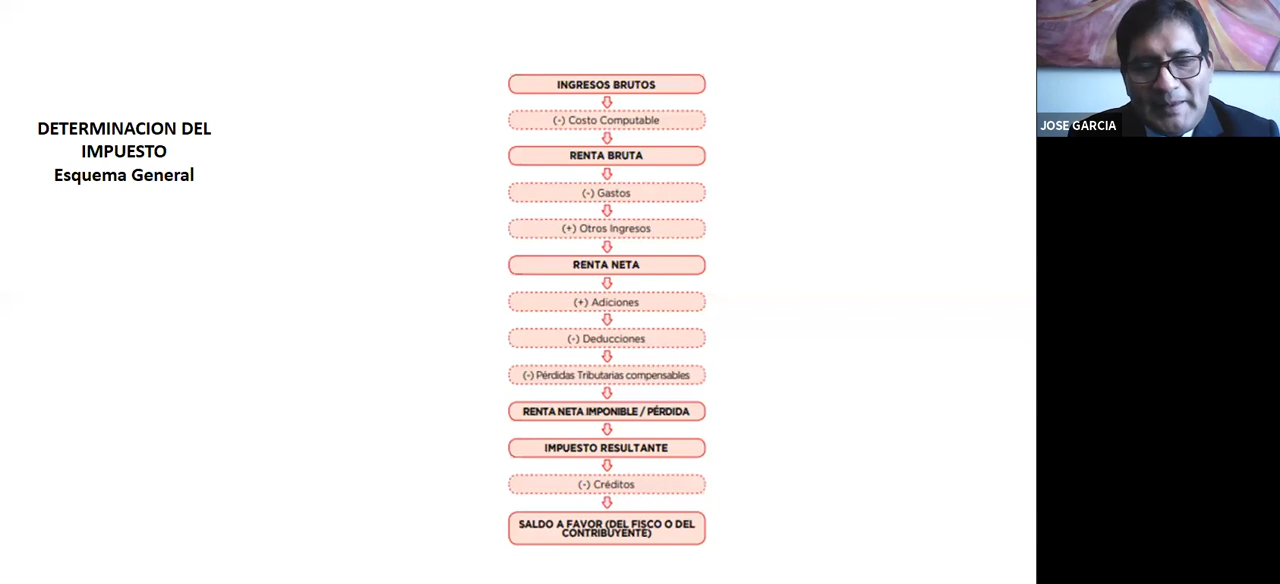 DETERMINACION DEL
IMPUESTO
Esquema General
INGRESOS BRUTOS
(-) Costo Computable
RENTA BRUTA
(-) Gastos
(+) Otros Ingresos
RENTA NETA
(+) Adiciones
(-) Deducciones
(-) Pérdidas Tributarias compensables
RENTA NETA IMPONIBLE / PÉRDIDA
IMPUESTO RESULTANTE
(-) Créditos
SALDO A FAVOR (DEL FISCO O DEL
CONTRIBUYENTE)
JOSE GARCIA